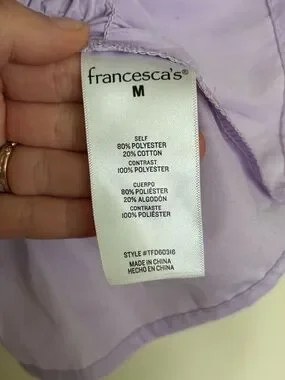 francesca's®
M
SELF
80% POLYESTER
20% COTTON
CONTRAST
100% POLYESTER
CUERPO
80% POLIÉSTER
20% ALGODÓN
CONTRASTE
100% POLIÉSTER
STYLE #TFD60316
MADE IN CHINA
HECHO EN CHINA